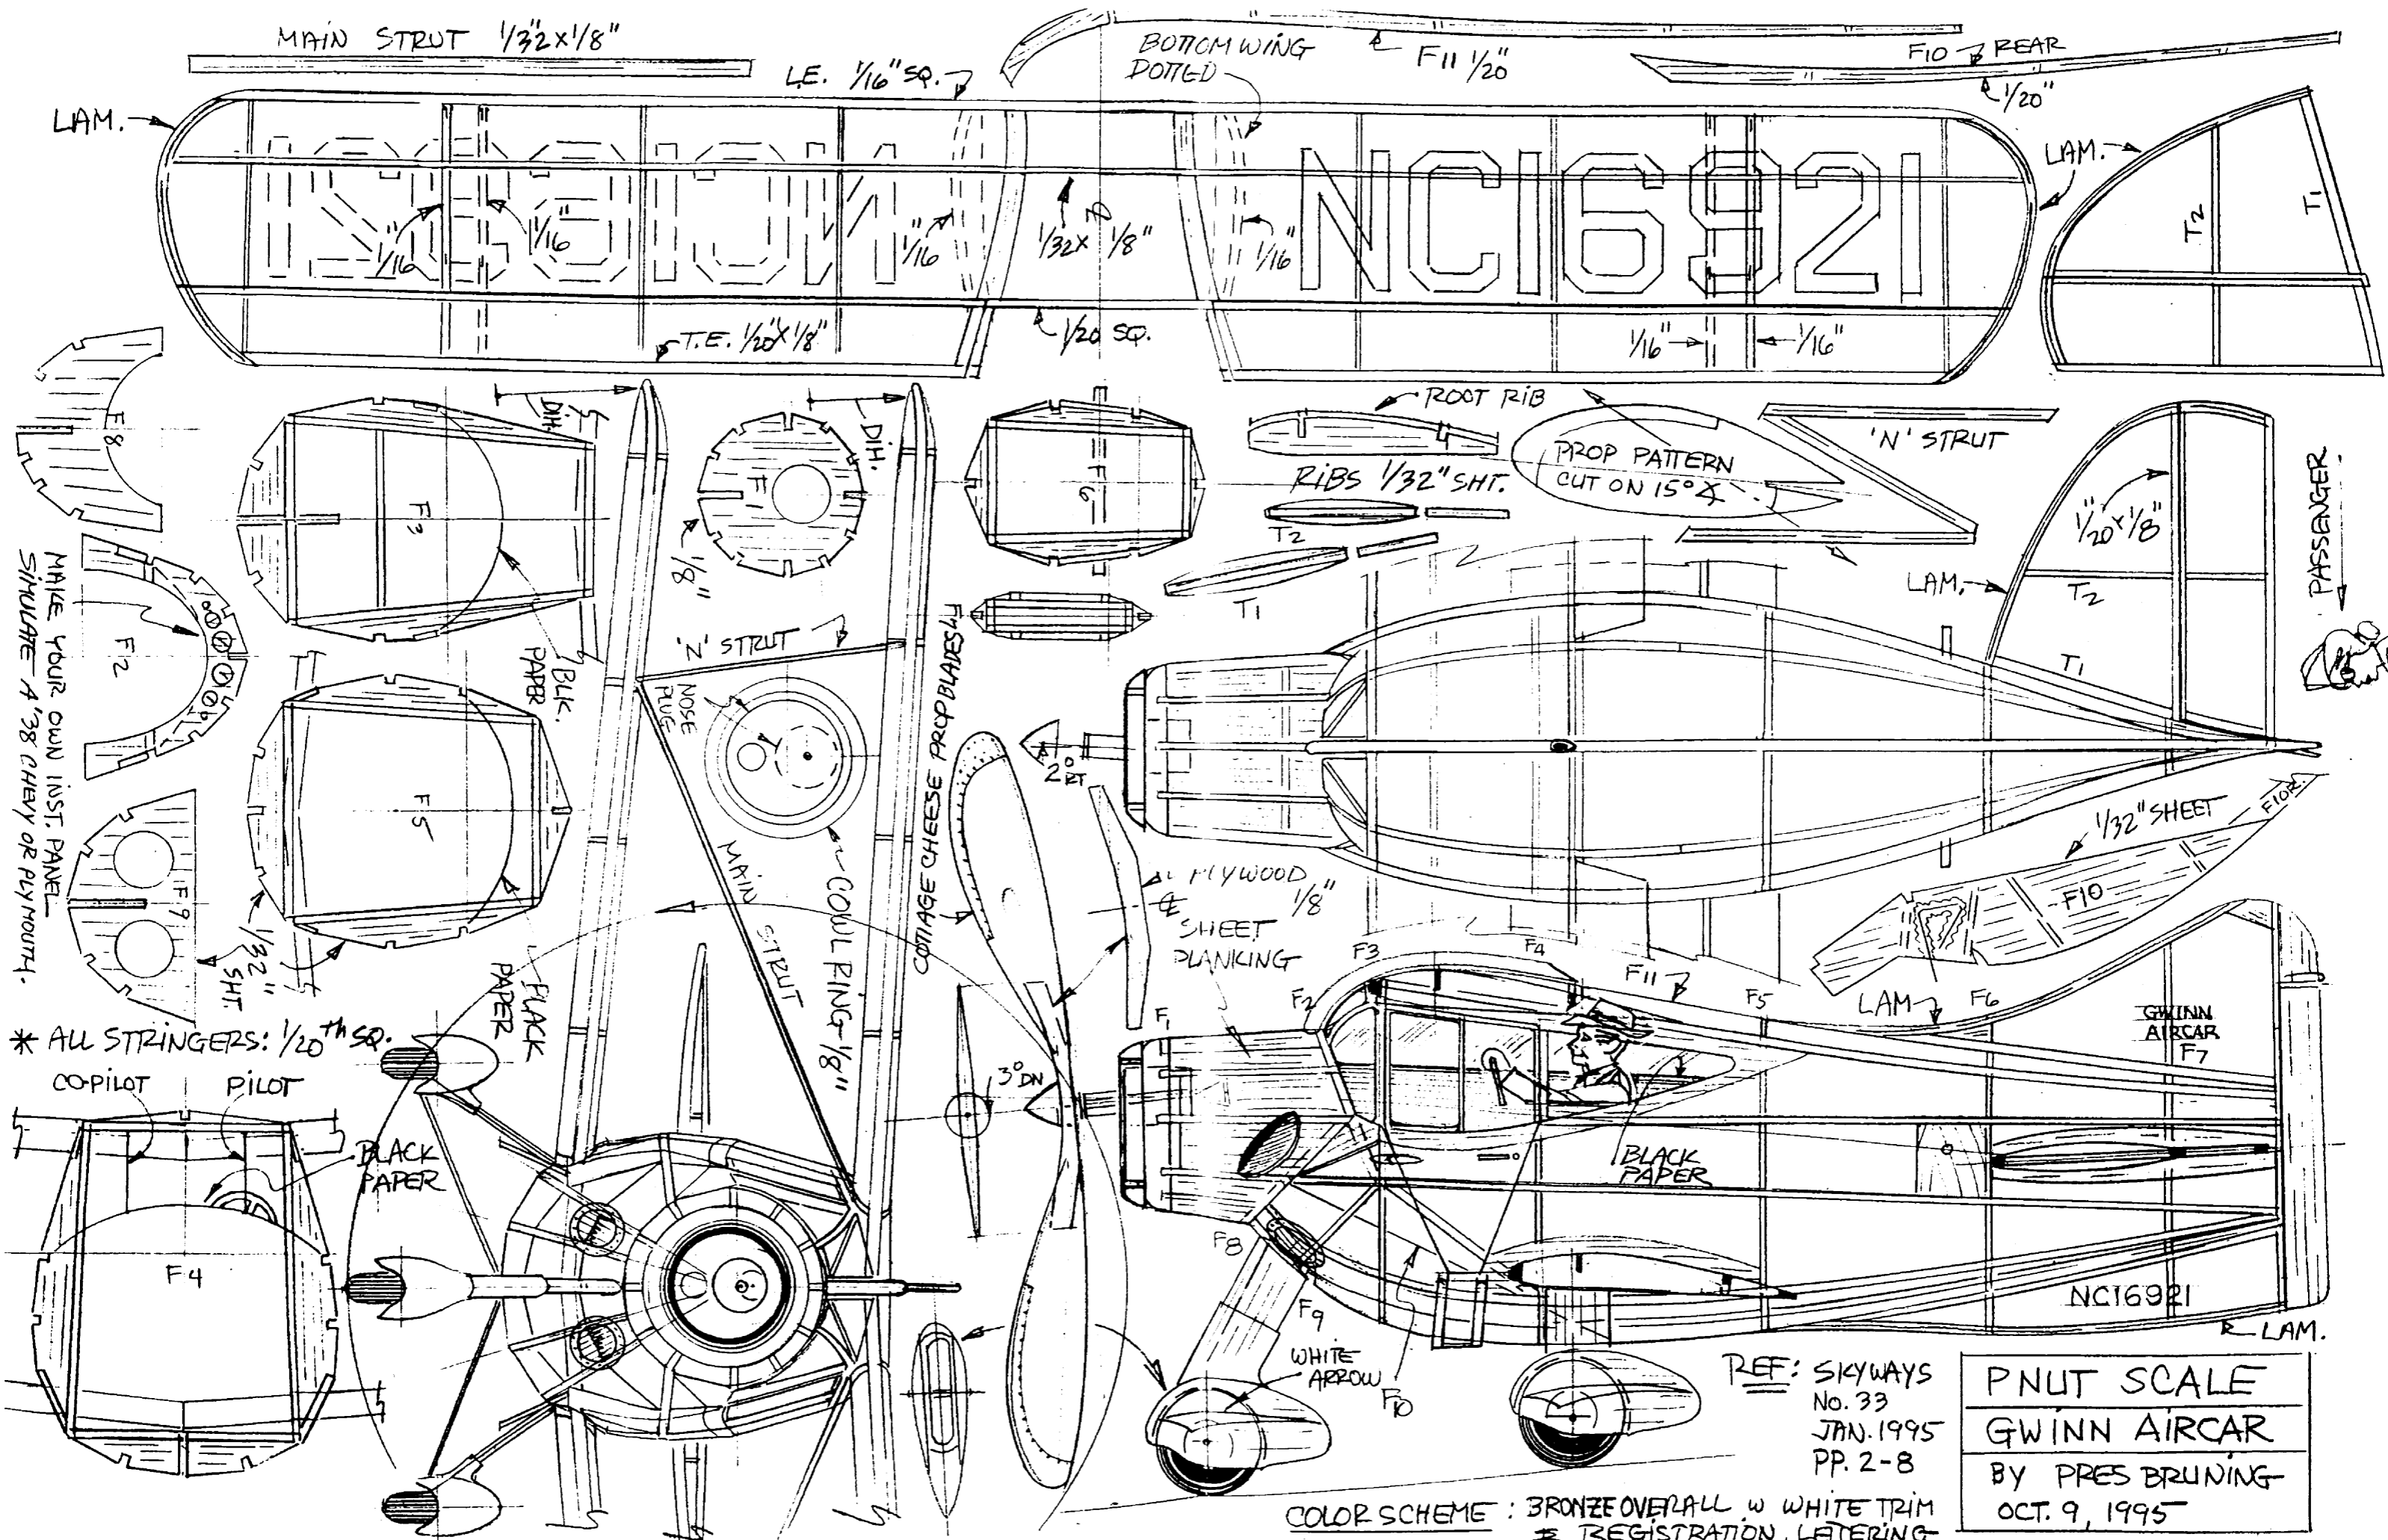 MAIN STRUT 1/32"x1/8"
L.E. 1/16" SQ.
BOTTOM WING
DOTTED
F11 1/20"
F10 REAR
1/20"
LAM.
LAM.
NC16921
NC16921
1/16"
1/16"
1/16"
1/32" x 1/8"
1/16"
T2
T1
T.E. 1/20"x1/8"
1/20 SQ.
1/16"
1/16"
F8
DIH.
F3
F1
DIH.
1/8"
F6
ROOT RIB
RIBS 1/32" SHT.
T2
T1
PROP PATTERN
CUT ON 15°
'N' STRUT
1/20"x1/8"
LAM.
T2
T1
PASSENGER
MAKE YOUR OWN INST. PANEL
SIMULATE A "38 CHEVY OR PLYMOUTH.
F2
BLK.
PAPER
'Z' STRUT
NOSE
PLUG
COTTAGE CHEESE PROP BLADES
2° RT
F5
F9
1/32"
SHT.
BLACK
PAPER
MAIN STRUT
COWL RING 1/8"
PLYWOOD
1/8"
SHEET
PLANKING
1/32" SHEET
F10R
F10
* ALL STRINGERS: 1/20th SQ.
CO-PILOT
PILOT
BLACK
PAPER
F4
3° DN
F1
F2
F3
F4
F11
F5
LAM
F6
GWINN
AIRCAR
F7
BLACK
PAPER
F8
F9
WHITE
ARROW
F10
NC16921
LAM.
REF: SKYWAYS
No. 33
JAN. 1995
PP. 2-8
PNUT SCALE
GWINN AIRCAR
BY PRES BRUNING
OCT. 9, 1995
COLOR SCHEME: BRONZE OVERALL W WHITE TRIM
& REGISTRATION LETTERING